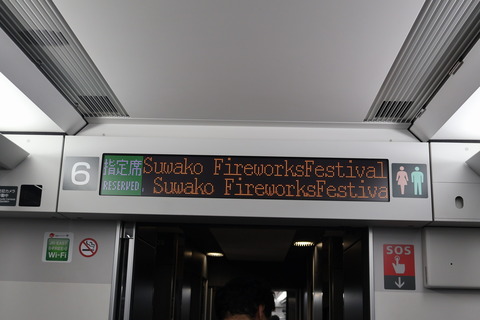 6
指定席
RESERVED
Suwako FireworksFestival
Suwako FireworksFestiva
Wi-Fi
SOS